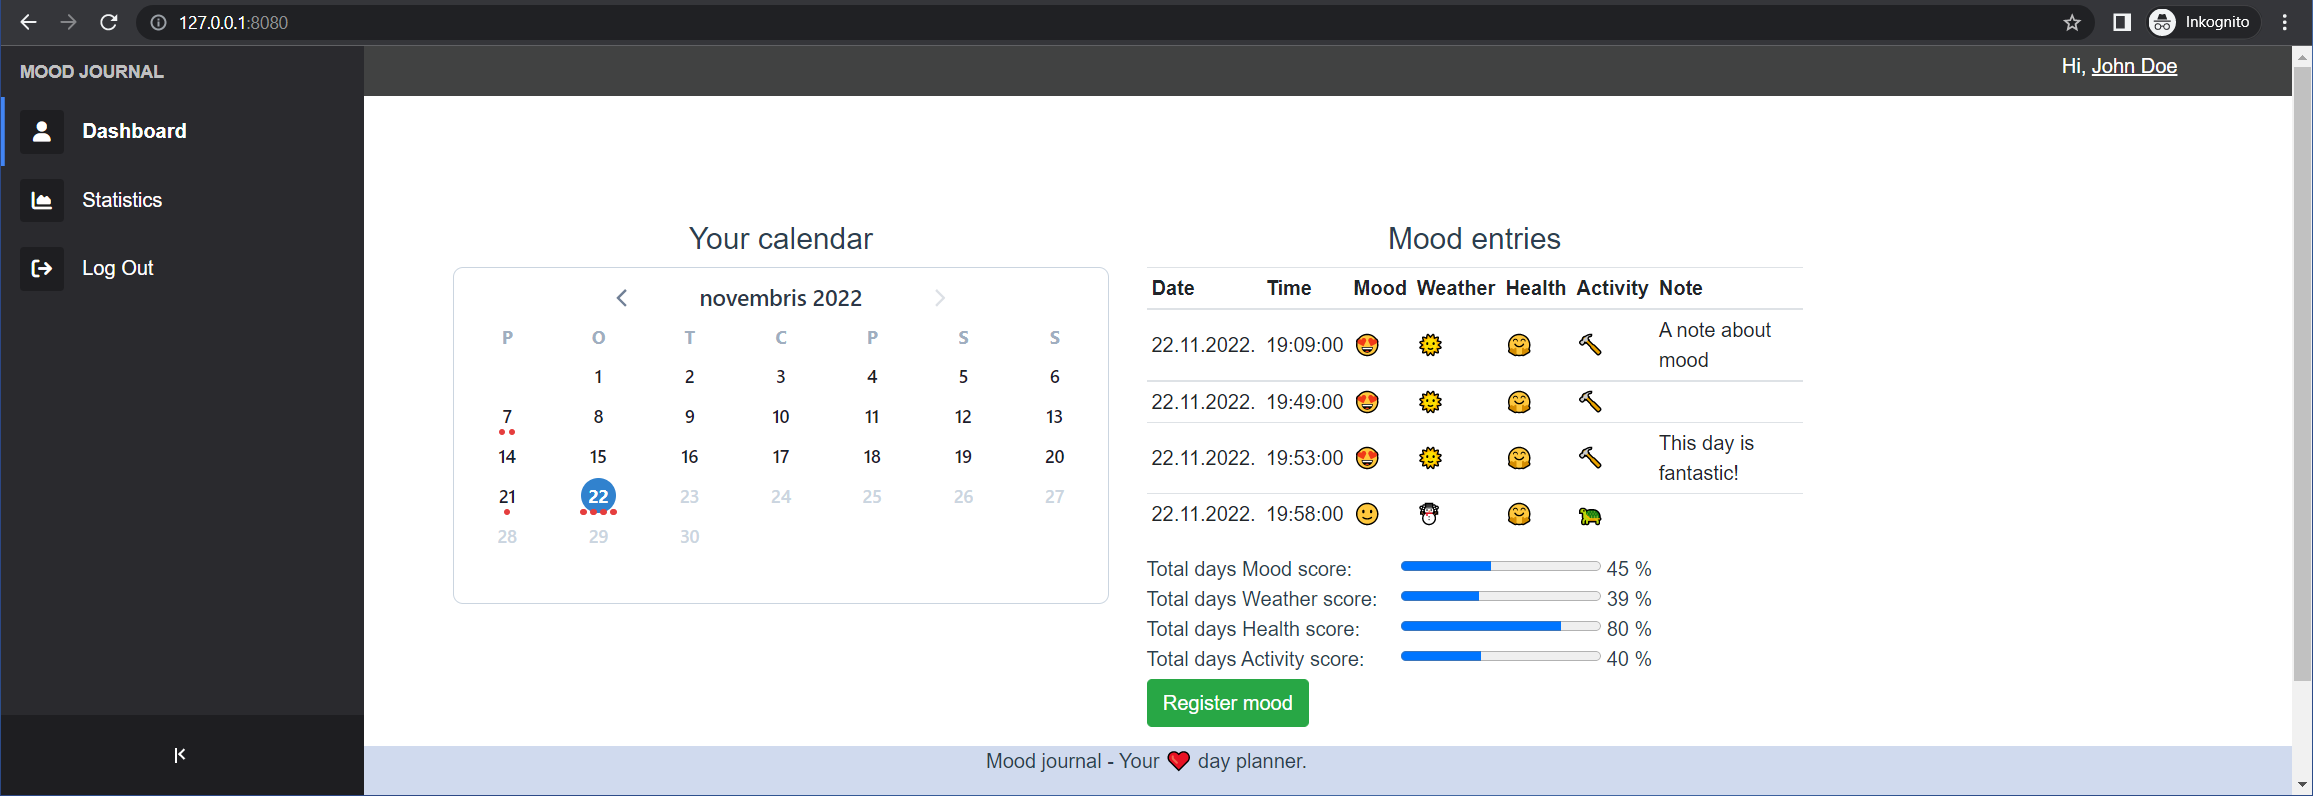 127.0.0.1:8080
Inkognito
MOOD JOURNAL
Hi, John Doe
Dashboard
Statistics
Log Out
Your calendar
novembris 2022
P O T C P S S
1 2 3 4 5 6
7 8 9 10 11 12 13
14 15 16 17 18 19 20
21 22 23 24 25 26 27
28 29 30
Mood entries
Date Time Mood Weather Health Activity Note
22.11.2022. 19:09:00 A note about
mood
22.11.2022. 19:49:00
22.11.2022. 19:53:00 This day is
fantastic!
22.11.2022. 19:58:00
Total days Mood score: 45 %
Total days Weather score: 39 %
Total days Health score: 80 %
Total days Activity score: 40 %
Register mood
Mood journal - Your ❤ day planner.